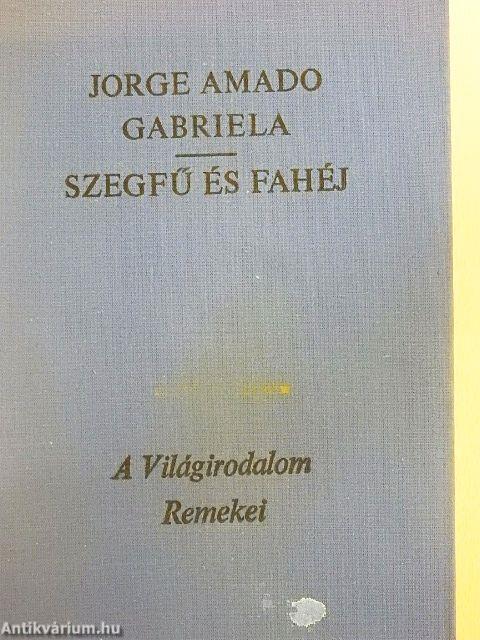 JORGE AMADO
GABRIELA
SZEGFŰ ÉS FAHÉJ
A Világirodalom
Remekei
Antikvárium.hu